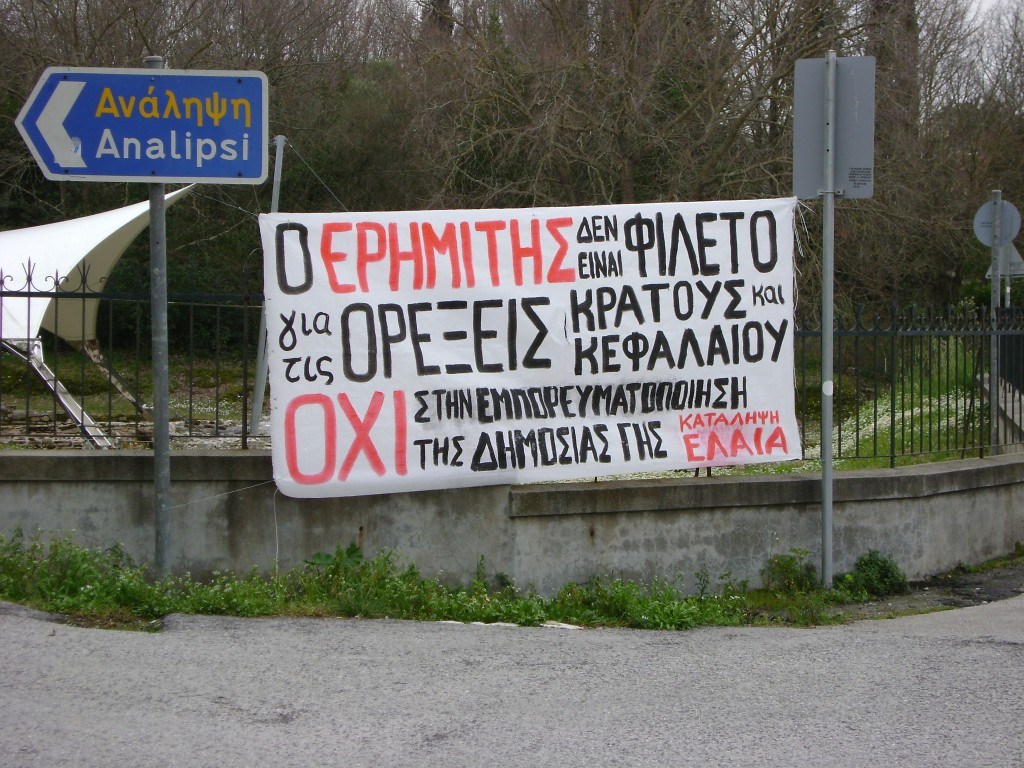 Ανάληψη
Analipsi
Ο ΕΡΗΜΙΤΗΣ ΔΕΝ ΕΙΝΑΙ ΦΙΛΕΤΟ
για τις ΟΡΕΞΕΙΣ ΚΡΑΤΟΥΣ και ΚΕΦΑΛΑΙΟΥ
ΟΧΙ ΣΤΗΝ ΕΜΠΟΡΕΥΜΑΤΟΠΟΙΗΣΗ
ΤΗΣ ΔΗΜΟΣΙΑΣ ΓΗΣ
ΚΑΤΑΛΗΨΗ
ΕΛΑΙΑ